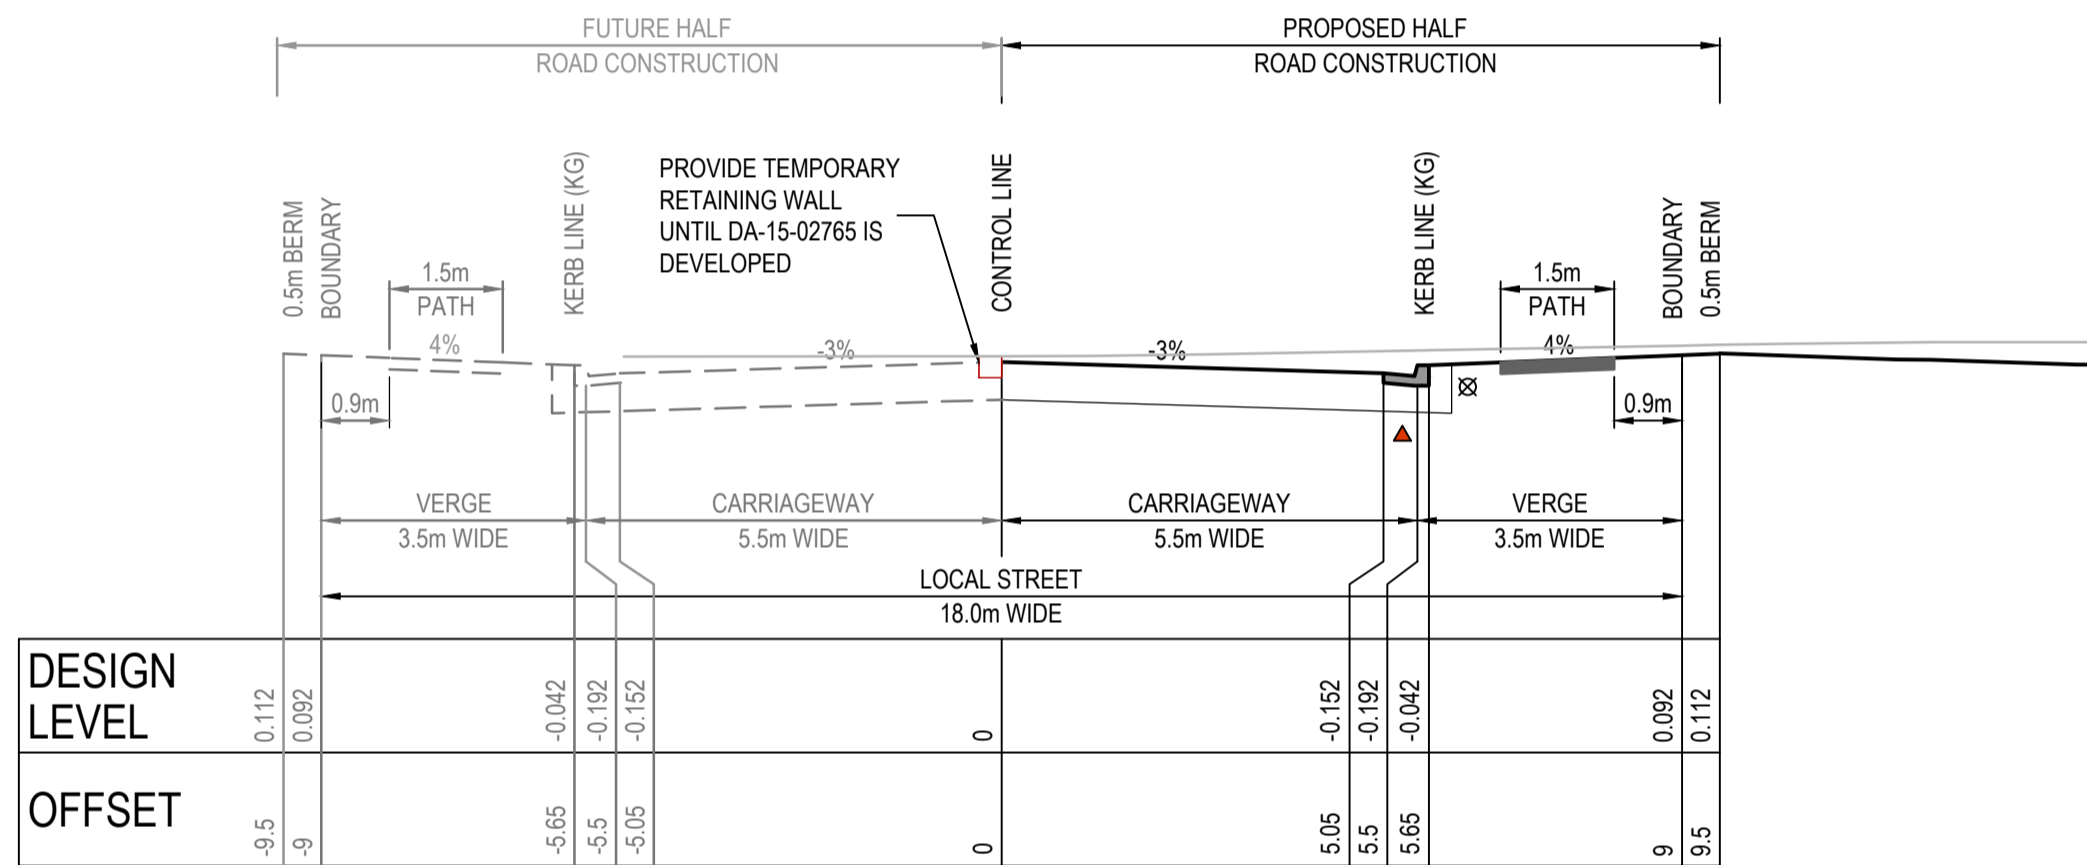 FUTURE HALF
ROAD CONSTRUCTION
PROPOSED HALF
ROAD CONSTRUCTION
0.5m BERM
BOUNDARY
1.5m
PATH
4%
KERB LINE (KG)
PROVIDE TEMPORARY
RETAINING WALL
UNTIL DA-15-02765 IS
DEVELOPED
CONTROL LINE
KERB LINE (KG)
1.5m
PATH
4%
BOUNDARY
0.5m BERM
-3%
-3%
0.9m
0.9m
VERGE
3.5m WIDE
CARRIAGEWAY
5.5m WIDE
CARRIAGEWAY
5.5m WIDE
VERGE
3.5m WIDE
LOCAL STREET
18.0m WIDE
DESIGN
LEVEL
0.112
0.092
-0.042
-0.192
-0.152
0
-0.152
-0.192
-0.042
0.092
0.112
OFFSET
-9.5
-9
-5.65
-5.5
-5.05
0
5.05
5.5
5.65
9
9.5